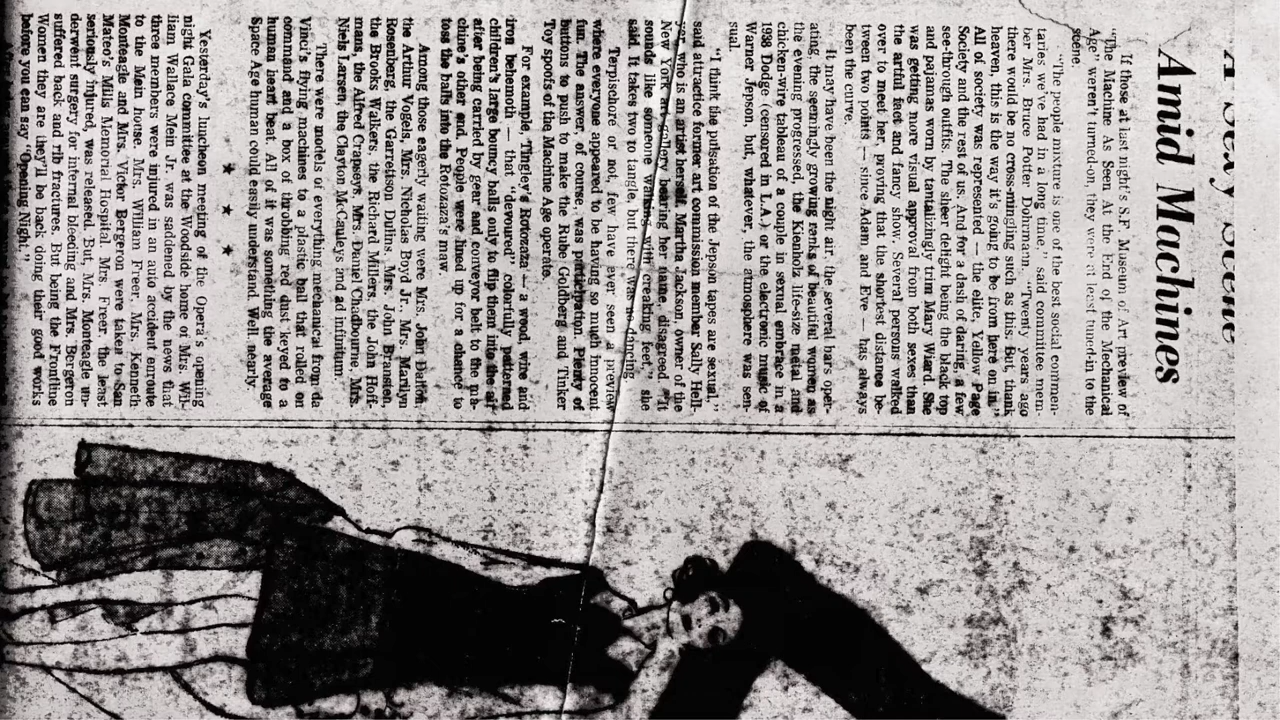 A Sexy Scene
Amid Machines
If those at last night's S.F. Museum of Art preview of
"The Machine As Seen At the End of the Mechanical
Age" weren't turned-on, they were at least tuned-in to the
scene.
"The people mixture is one of the best social commen-
taries we've had in a long time," said committee mem-
ber Mrs. Bruce Potter Dohrmann. "Twenty years ago
there would be no cross-mingling such as this. But, thank
heaven, this is the way it's going to be from here on in."
All of society was represented — the elite, Yellow Page
Society and the rest of us. And for a dash of daring, a few
see-through outfits. The sheer delight being the black top
and pajamas worn by tantalizingly trim Mary Wiard. She
was getting more visual approval from both sexes than
the artful fact and fancy show. Several persons walked
over to meet her, proving that the shortest distance be-
tween two points — since Adam and Eve — has always
been the curve.
It may have been the night air, the several bars oper-
ating, the seemingly growing ranks of beautiful women as
the evening progressed, the Kienholz life-size metal and
chicken-wire tableau of a couple in sexual embrace in a
1938 Dodge (censored in L.A.) or the electronic music of
Warner Jepson, but, whatever, the atmosphere was sen-
sual.
"I think the pulsation of the Jepson tapes are sexual,"
said attractive former art commission member Sally Hell-
yer who is an artist herself. Martha Jackson, owner of the
New York art gallery bearing her name, disagreed. "It
sounds like someone walking with creaking feet," she
said. It takes two to tangle, but there was no dancing.
Terpsichore or not, few have ever seen a preview
where everyone appeared to be having so much innocent
fun. The answer, of course, was participation. Plenty of
buttons to push to make the Rube Goldberg and Tinker
Toy spoofs of the Machine Age operate.
For example, Tingley's Rotozaza — a wood, wire and
iron behemoth — that "devoured" colorfully patterned
children's large bouncy balls only to flip them into the air
after being carried by gear and conveyor belt to the ma-
chine's other end. People were lined up for a chance to
toss the balls into the Rotozaza's maw.
Among those eagerly waiting were Mrs. John Dutton,
the Arthur Vogels, Mrs. Nicholas Boyd Jr., Mrs. Marilyn
Rosenberg, the Garrettson Dulins, Mrs. John Braunsten,
the Brooks Walkers, the Richard Millers, the John Hoff-
mans, the Alfred Crapseys, Mrs. Daniel Chadbourne, Mrs.
Niels Larsen, the Clayton McCauleys and ad infinitum.
There were models of everything mechanical from da
Vinci's flying machines to a plastic ball that rolled on
command and a box of throbbing red dust keyed to a
human heart beat. All of it was something the average
Space Age human could easily understand. Well, nearly.
★ ★ ★
Yesterday's luncheon meeting of the Opera's opening
night Gala committee at the Woodside home of Mrs. Wil-
liam Wallace Mein Jr. was saddened by the news that
three members were injured in an auto accident enroute
to the Mein house. Mrs. William Freer, Mrs. Kenneth
Monteagle and Mrs. Victor Bergeron were taken to San
Mateo's Mills Memorial Hospital. Mrs. Freer, the least
seriously injured, was released. But, Mrs. Monteagle un-
derwent surgery for internal bleeding and Mrs. Bergeron
suffered back and rib fractures. But being the Frontline
Women they are they'll be back doing their good works
before you can say "Opening Night."